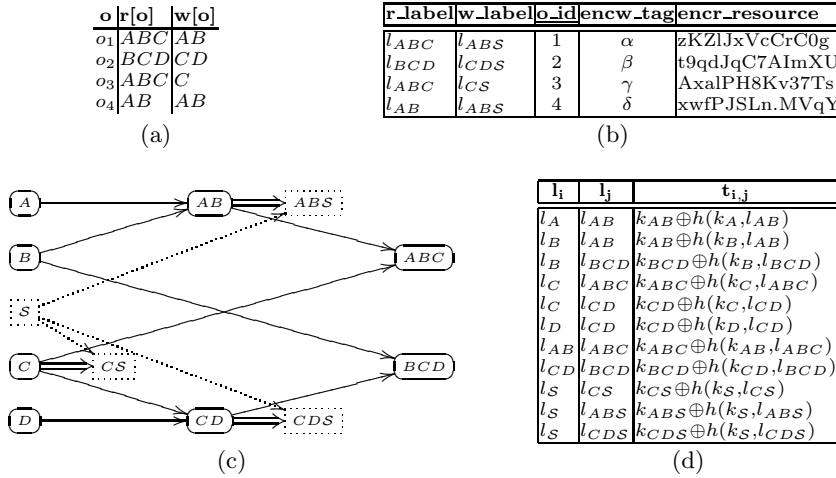 o r[o] w[o]
o₁ ABC AB
o₂ BCD CD
o₃ ABC C
o₄ AB AB
(a)
r_label w_label o_id encw_tag encr_resource
l_ABC l_ABS 1 α zKZlJxVcCrC0g
l_BCD l_CDS 2 β t9qdJqC7AImXU
l_ABC l_CS 3 γ AxalPH8Kv37Ts
l_AB l_ABS 4 δ xwfPJSLn.MVqY
(b)
A AB ABS
B ABC
S
C CS BCD
D CD CDS
(c)
l_i l_j t_i,j
l_A l_AB k_AB⊕h(k_A,l_AB)
l_B l_AB k_AB⊕h(k_B,l_AB)
l_B l_BCD k_BCD⊕h(k_B,l_BCD)
l_C l_ABC k_ABC⊕h(k_C,l_ABC)
l_C l_CD k_CD⊕h(k_C,l_CD)
l_D l_CD k_CD⊕h(k_D,l_CD)
l_AB l_ABC k_ABC⊕h(k_AB,l_ABC)
l_CD l_BCD k_BCD⊕h(k_CD,l_BCD)
l_S l_CS k_CS⊕h(k_S,l_CS)
l_S l_ABS k_ABS⊕h(k_S,l_ABS)
l_S l_CDS k_CDS⊕h(k_S,l_CDS)
(d)